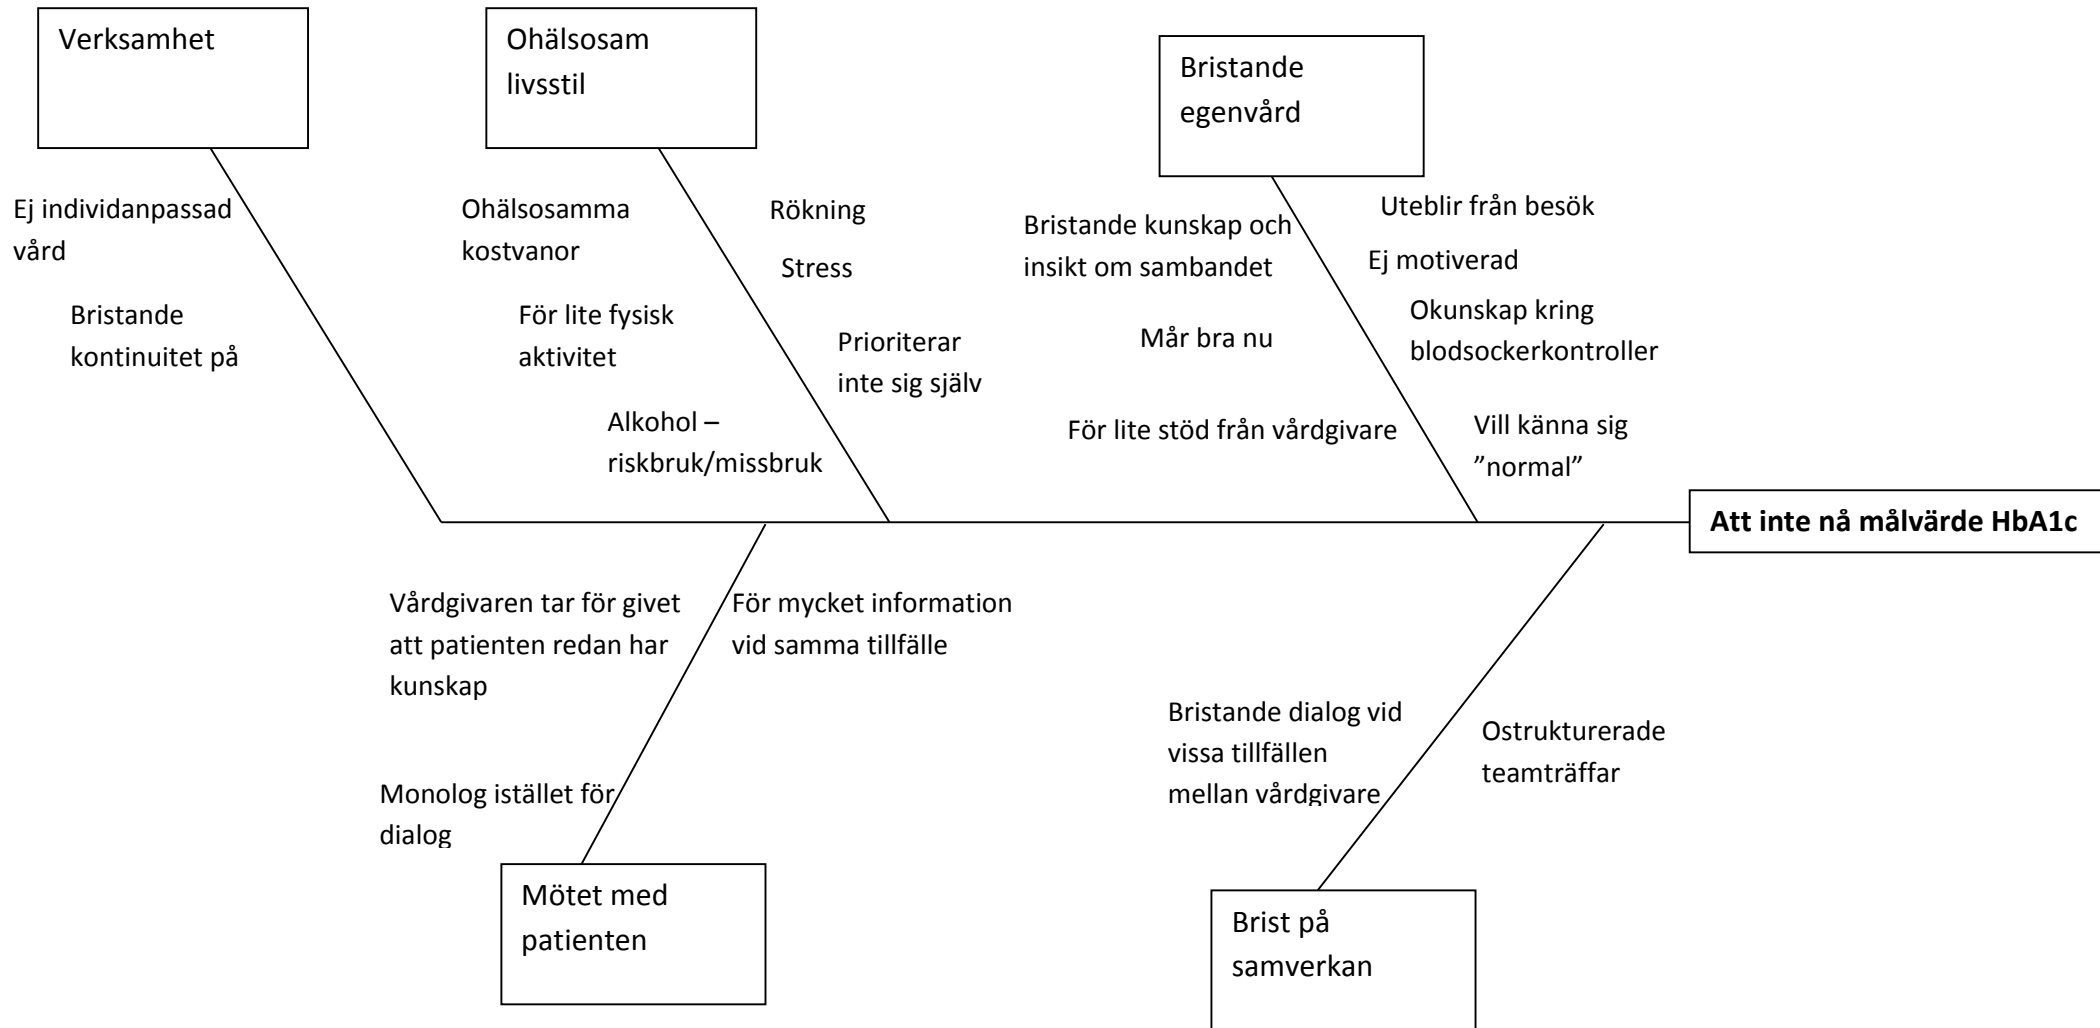 Verksamhet
Ohälsosam
livsstil
Bristande
egenvård
Ej individanpassad
vård
Bristande
kontinuitet på
Ohälsosamma
kostvanor
För lite fysisk
aktivitet
Alkohol –
riskbruk/missbruk
Rökning
Stress
Prioriterar
inte sig själv
Bristande kunskap och
insikt om sambandet
Mår bra nu
För lite stöd från vårdgivare
Uteblir från besök
Ej motiverad
Okunskap kring
blodsockerkontroller
Vill känna sig
”normal”
Att inte nå målvärde HbA1c
Vårdgivaren tar för givet
att patienten redan har
kunskap
Monolog istället för
dialog
För mycket information
vid samma tillfälle
Mötet med
patienten
Bristande dialog vid
vissa tillfällen
mellan vårdgivare
Ostrukturerade
teamträffar
Brist på
samverkan